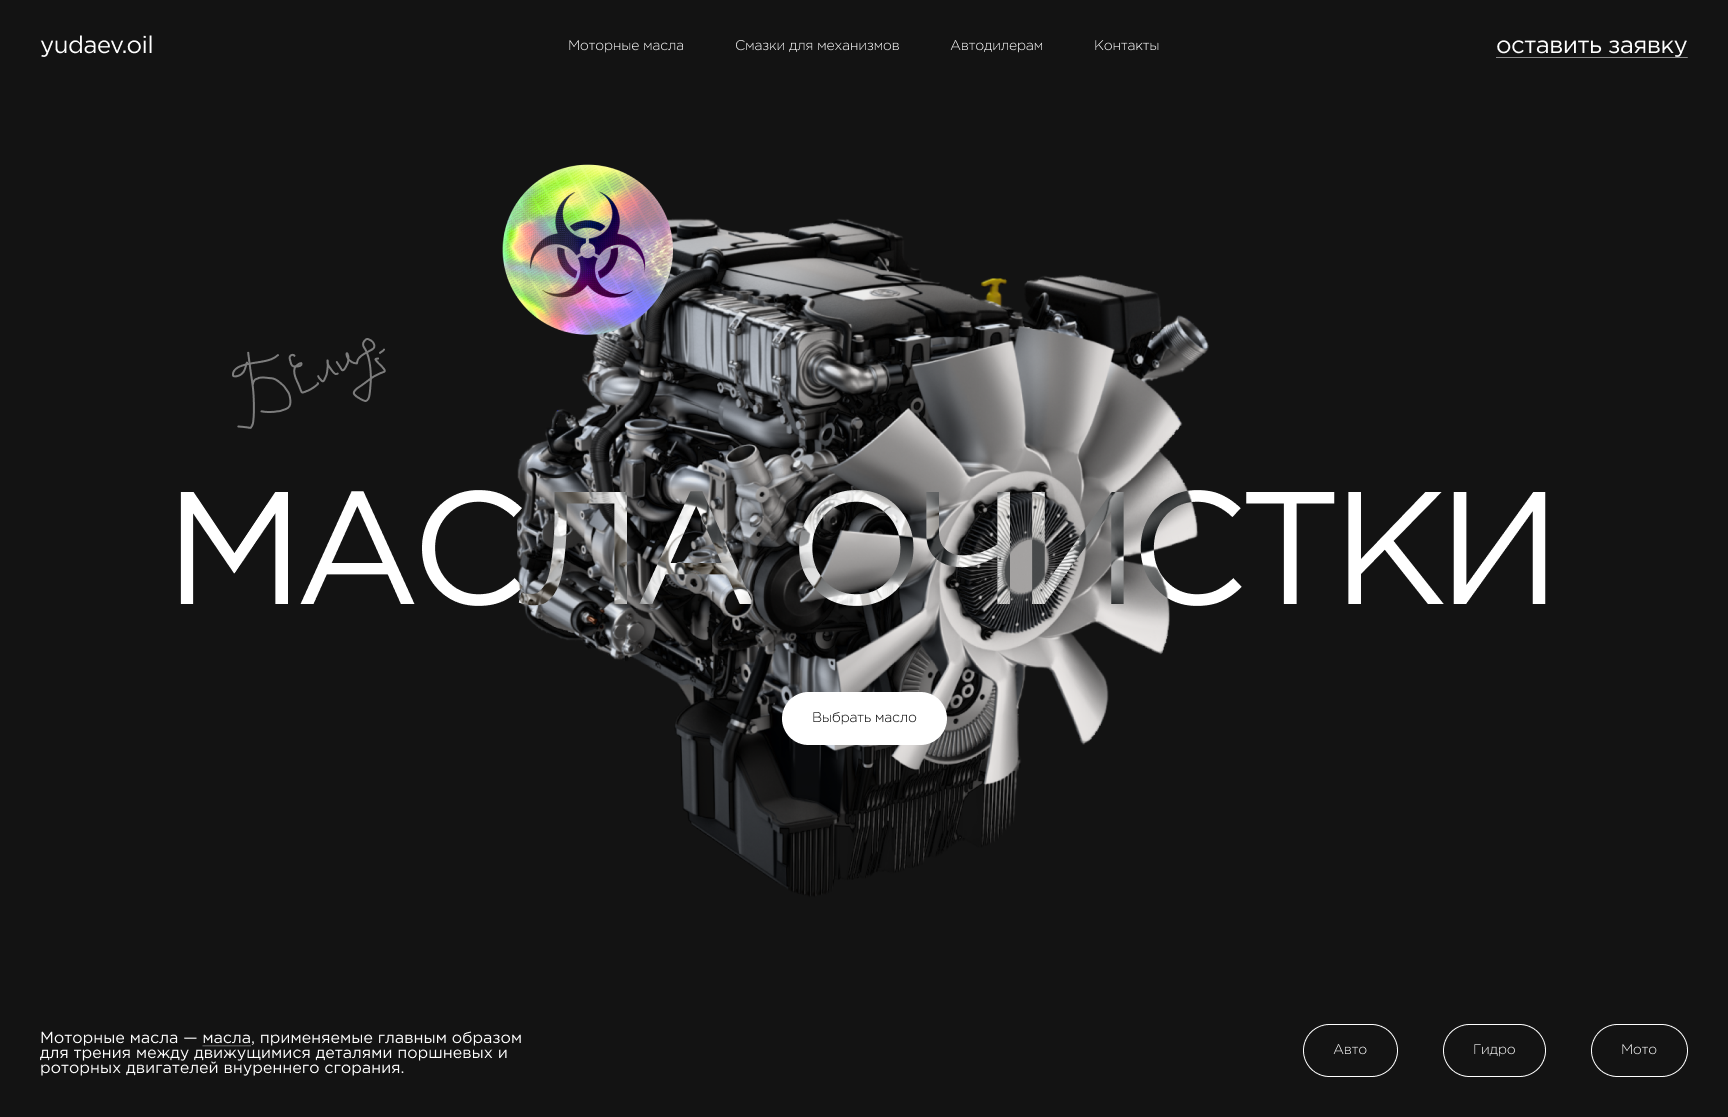 yudaev.oil
Моторные масла
Смазки для механизмов
Автодилерам
Контакты
оставить заявку
МАСЛА ОЧИСТКИ
Выбрать масло
Моторные масла — масла, применяемые главным образом
для трения между движущимися деталями поршневых и
роторных двигателей внуреннего сгорания.
Авто
Гидро
Мото